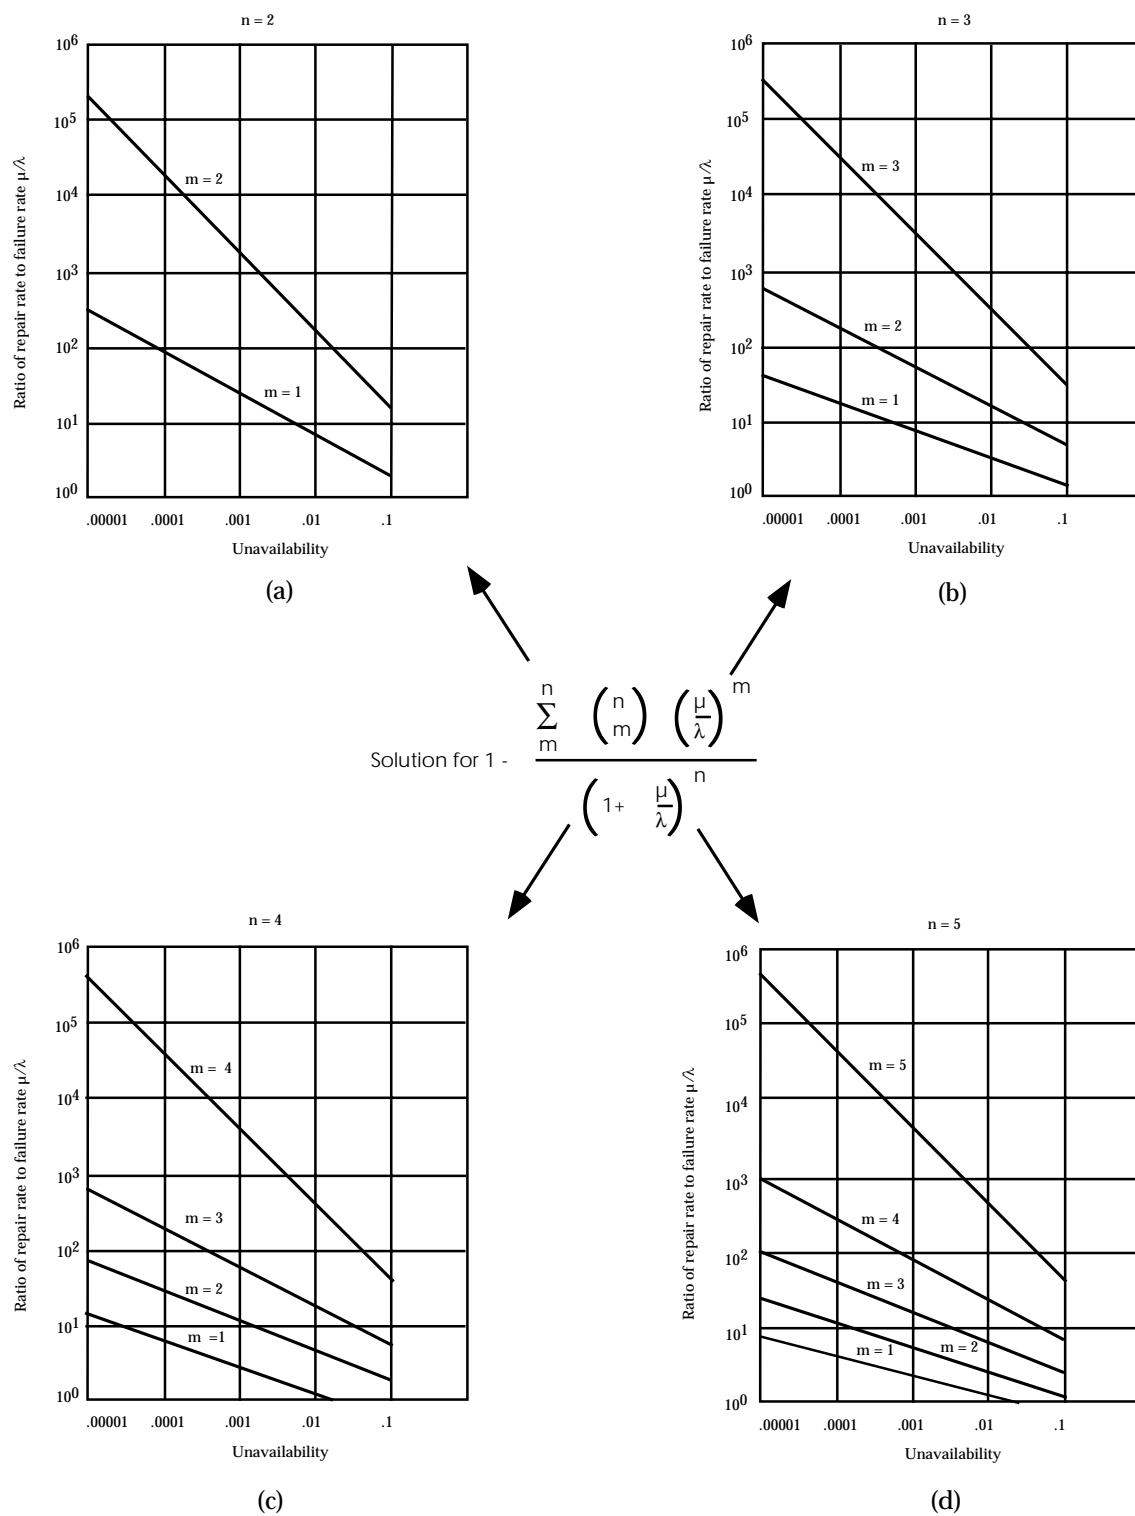 n = 2
10^6
10^5
10^4
10^3
10^2
10^1
10^0
Ratio of repair rate to failure rate μ/λ
m = 2
m = 1
.00001 .0001 .001 .01 .1
Unavailability
(a)
n = 3
10^6
10^5
10^4
10^3
10^2
10^1
10^0
Ratio of repair rate to failure rate μ/λ
m = 3
m = 2
m = 1
.00001 .0001 .001 .01 .1
Unavailability
(b)
n
Σ
m
(n m) (μ/λ)^m
Solution for 1 -
(1+ μ/λ)^n
n = 4
10^6
10^5
10^4
10^3
10^2
10^1
10^0
Ratio of repair rate to failure rate μ/λ
m = 4
m = 3
m = 2
m =1
.00001 .0001 .001 .01 .1
Unavailability
(c)
n = 5
10^6
10^5
10^4
10^3
10^2
10^1
10^0
Ratio of repair rate to failure rate μ/λ
m = 5
m = 4
m = 3
m = 2
m = 1
.00001 .0001 .001 .01 .1
Unavailability
(d)